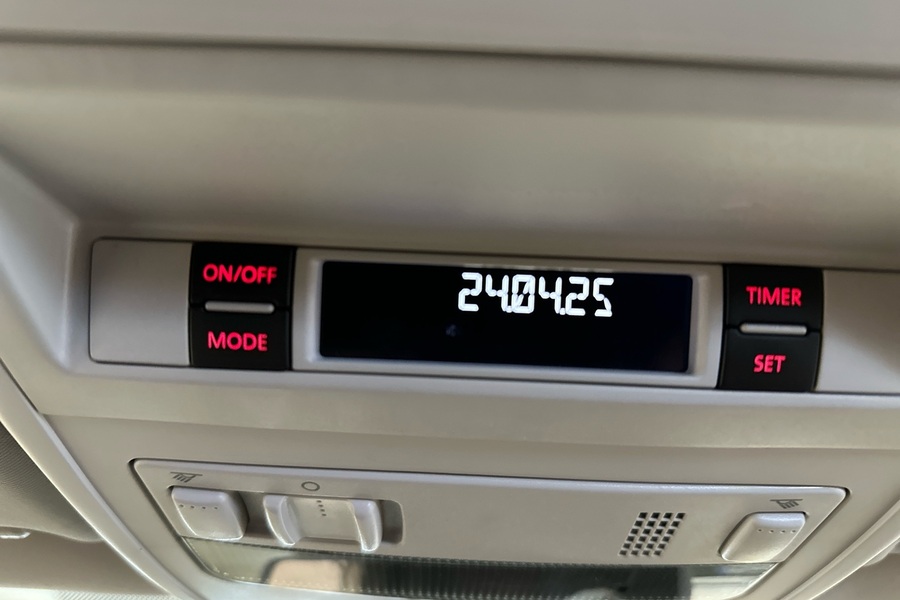 ON/OFF
MODE
24.04.25
TIMER
SET